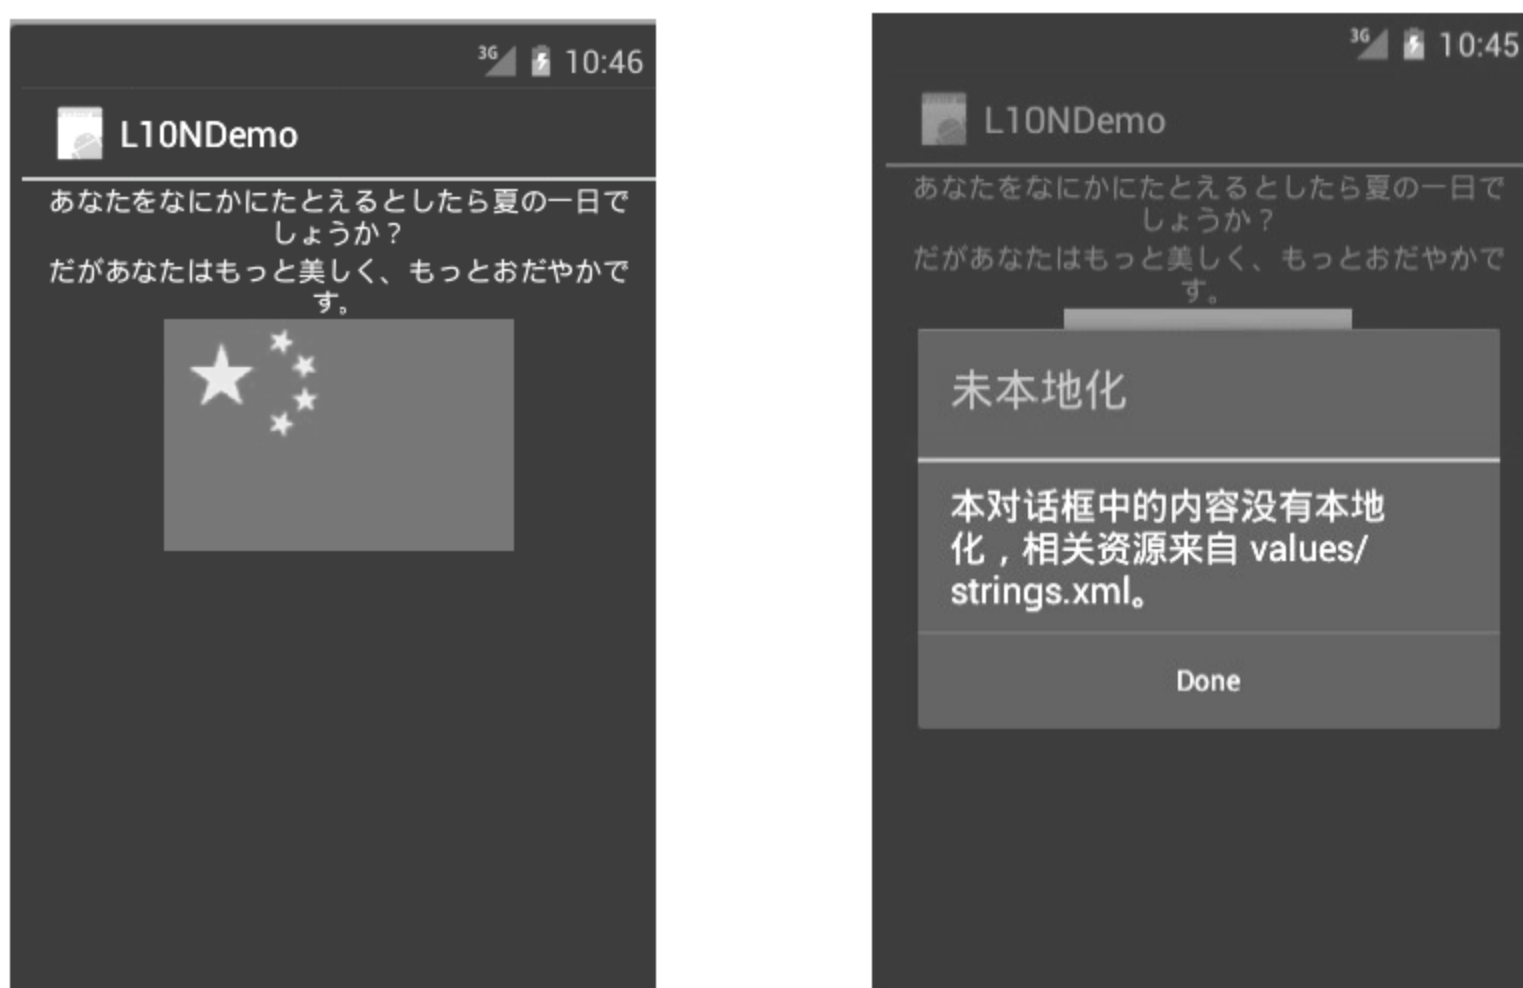 3G 10:46
L10NDemo
あなたをなにかにたとえるとしたら夏の一日で
しょうか？
だがあなたはもっと美しく、もっとおだやかで
す。
3G 10:45
L10NDemo
あなたをなにかにたとえるとしたら夏の一日で
しょうか？
だがあなたはもっと美しく、もっとおだやかで
す。
未本地化
本对话框中的内容没有本地
化，相关资源来自 values/
strings.xml。
Done